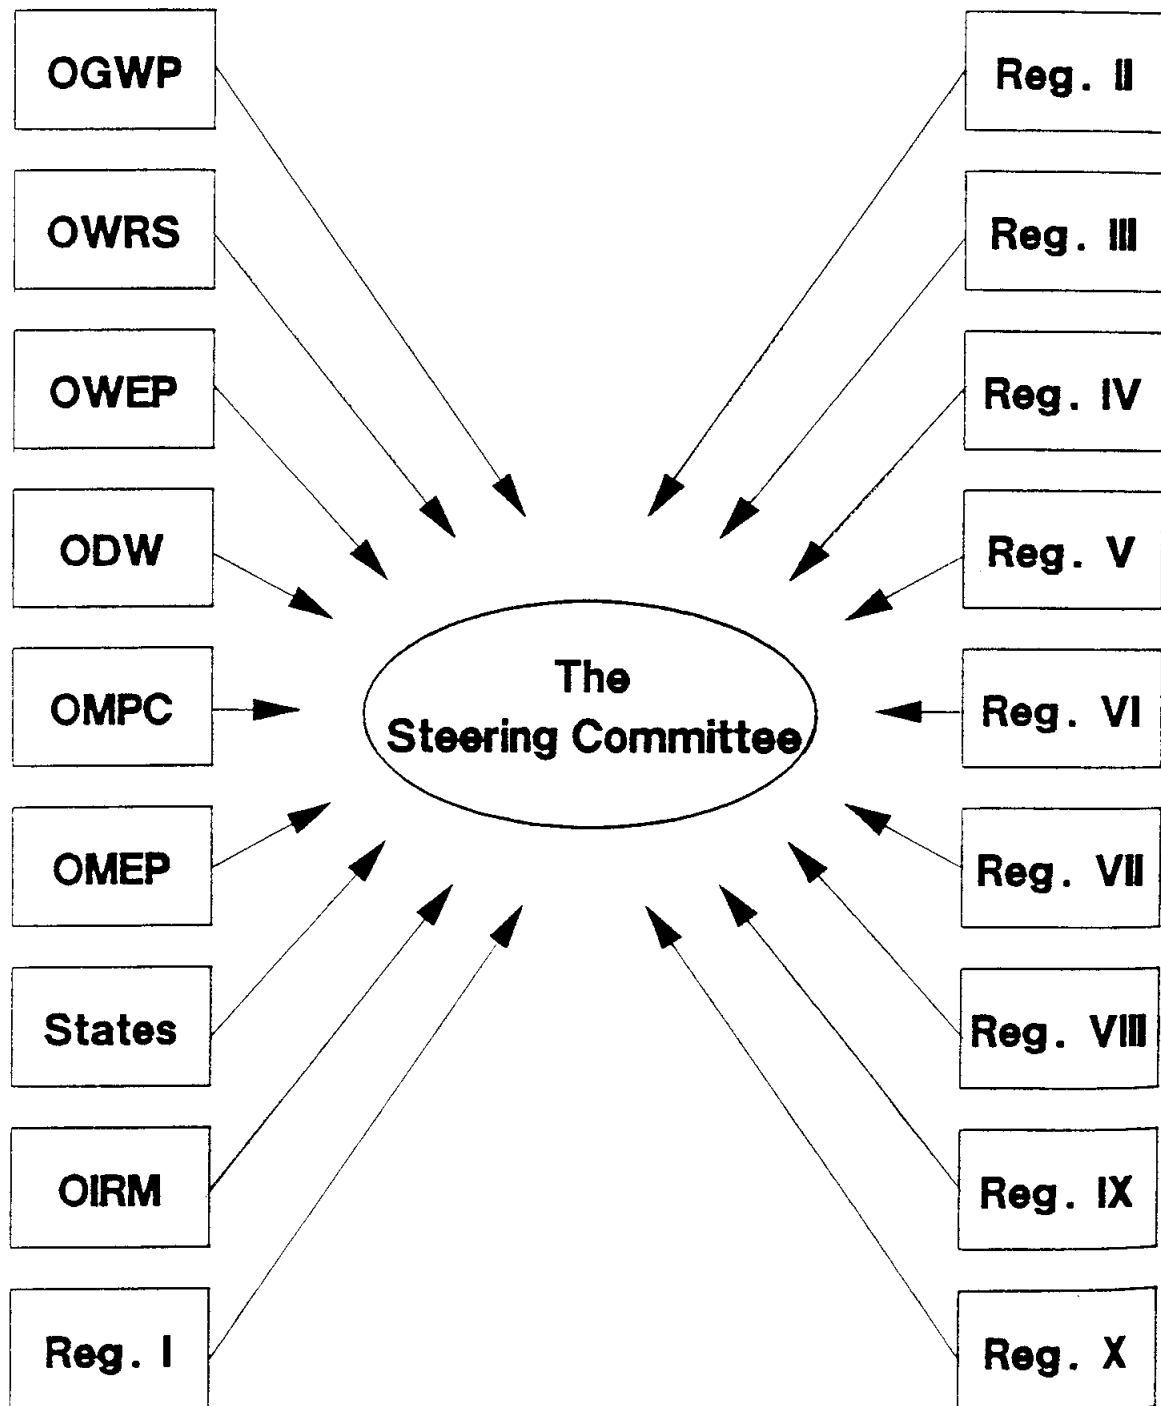 OGWP
OWRS
OWEP
ODW
OMPC
OMEP
States
OIRM
Reg. I
The
Steering Committee
Reg. II
Reg. III
Reg. IV
Reg. V
Reg. VI
Reg. VII
Reg. VIII
Reg. IX
Reg. X